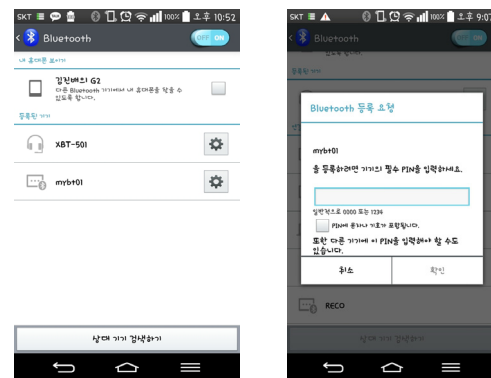 SKT 100% 오후 10:52
Bluetooth OFF ON
내 휴대폰 보이기
김진배의 G2
다른 Bluetooth 기기에서 내 휴대폰을 찾을 수
있도록 합니다.
등록된 기기
XBT-501
mybt01
상대 기기 검색하기
SKT 100% 오후 9:07
Bluetooth OFF ON
등록된 기기
Bluetooth 등록 요청
mybt01
을 등록하려면 기기의 필수 PIN을 입력하세요.
일반적으로 0000 또는 1234
PIN에 문자나 기호가 포함됩니다.
또한 다른 기기에 이 PIN을 입력해야 할 수도
있습니다.
취소 확인
RECO
상대 기기 검색하기